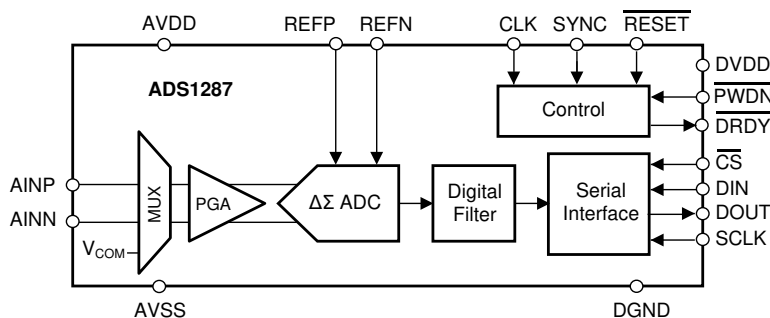 AVDD
REFP REFN
CLK SYNC RESET
DVDD
ADS1287
PWDN
Control
DRDY
CS
AINP
MUX
PGA
ΔΣ ADC
Digital
Filter
Serial
Interface
DIN
AINN
DOUT
VCOM
SCLK
AVSS
DGND